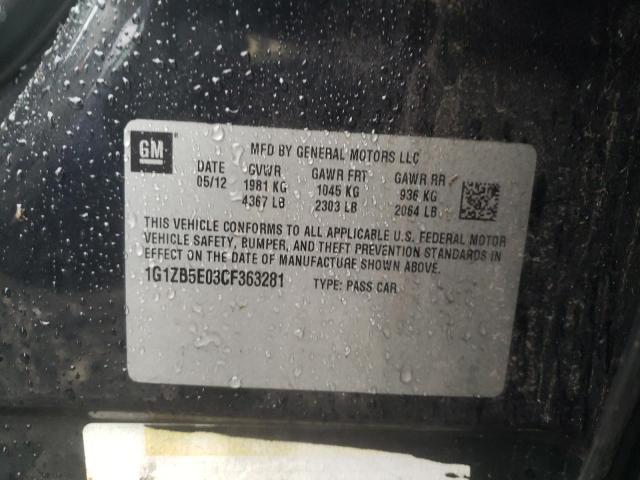 GM
MFD BY GENERAL MOTORS LLC
DATE GVWR GAWR FRT GAWR RR
05/12 1981 KG 1045 KG 936 KG
4367 LB 2303 LB 2064 LB
THIS VEHICLE CONFORMS TO ALL APPLICABLE U.S. FEDERAL MOTOR
VEHICLE SAFETY, BUMPER, AND THEFT PREVENTION STANDARDS IN
EFFECT ON THE DATE OF MANUFACTURE SHOWN ABOVE.
1G1ZB5E03CF363281 TYPE: PASS CAR